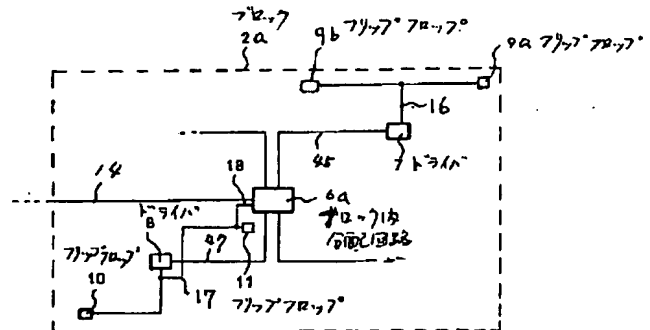 ブロック
2a
9b フリップフロップ
9a フリップフロップ
16
45
7 ドライバ
14
18
6a
ブロック内
分配回路
ドライバ
8
47
11
フリップフロップ
10
17
フリップフロップ